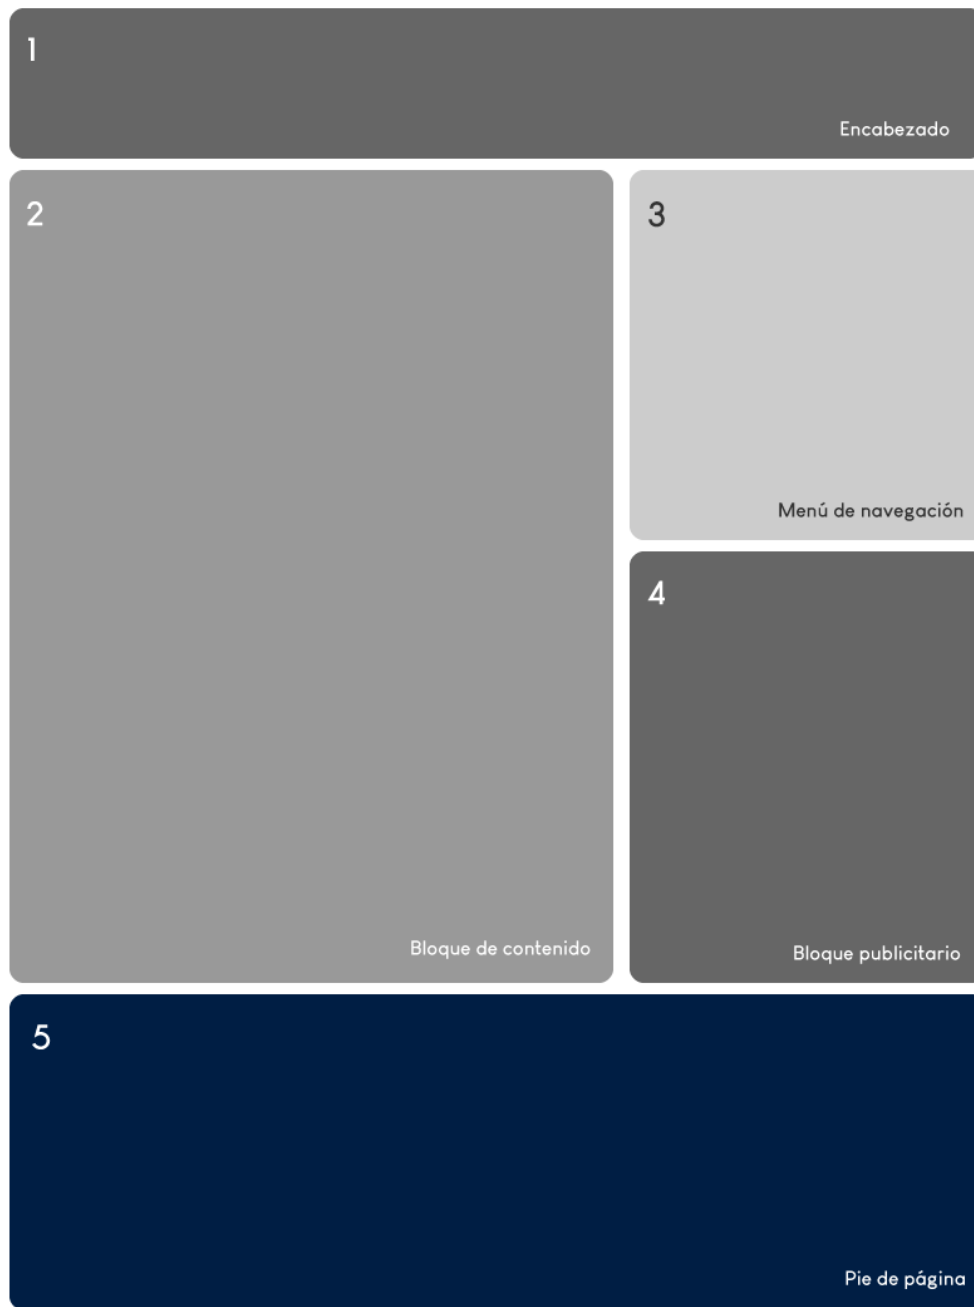 1
Encabezado
2
Bloque de contenido
3
Menú de navegación
4
Bloque publicitario
5
Pie de página